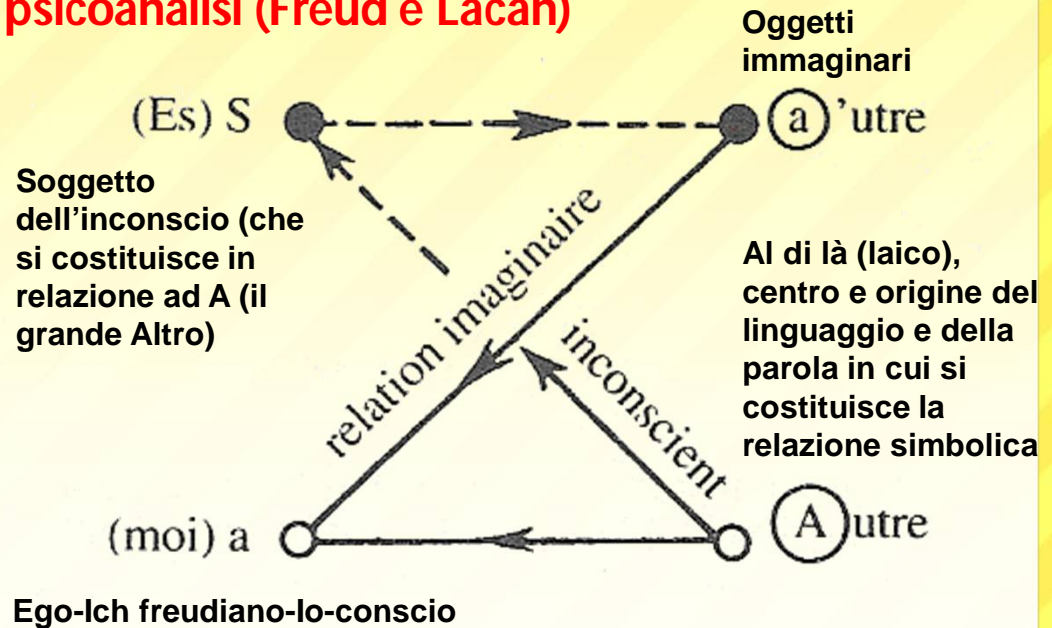 psicoanalisi (Freud e Lacan)
Oggetti
immaginari
(Es) S
a 'utre
Soggetto
dell'inconscio (che
si costituisce in
relazione ad A (il
grande Altro)
relation imaginaire
inconscient
Al di là (laico),
centro e origine del
linguaggio e della
parola in cui si
costituisce la
relazione simbolica
(moi) a
A utre
Ego-Ich freudiano-Io-conscio